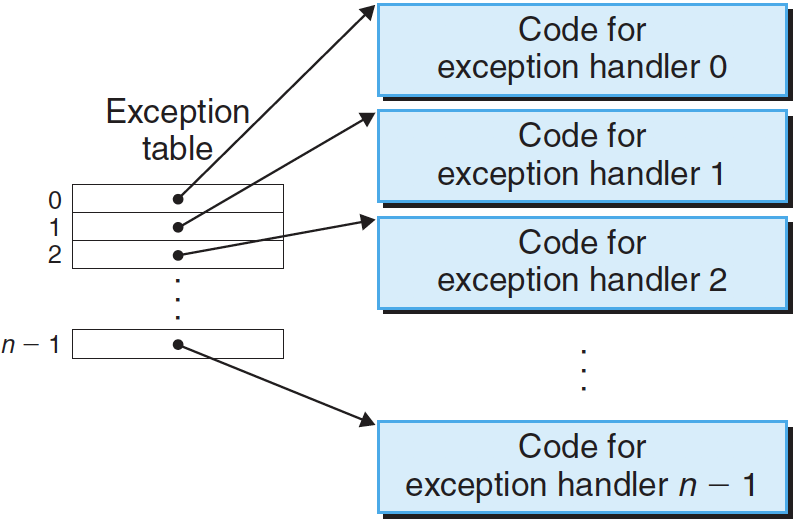 Code for
exception handler 0
Exception
table
Code for
exception handler 1
0
1
2
Code for
exception handler 2
n − 1
Code for
exception handler n − 1